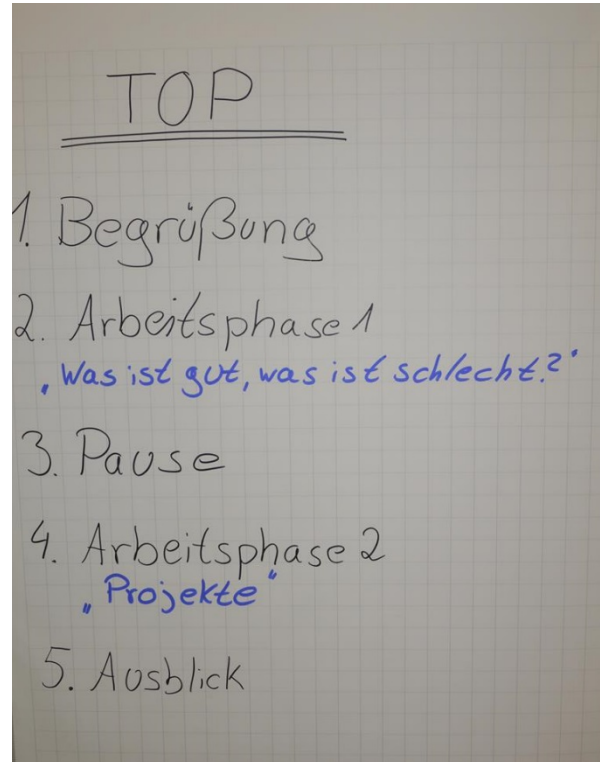 TOP
1. Begrüßung
2. Arbeitsphase 1
„Was ist gut, was ist schlecht?"
3. Pause
4. Arbeitsphase 2
„Projekte"
5. Ausblick